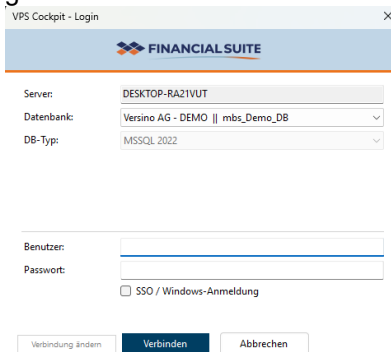 VPS Cockpit - Login
FINANCIAL SUITE
Server: DESKTOP-RA21VUT
Datenbank: Versino AG - DEMO || mbs_Demo_DB
DB-Typ: MSSQL 2022
Benutzer:
Passwort:
SSO / Windows-Anmeldung
Verbindung ändern Verbinden Abbrechen